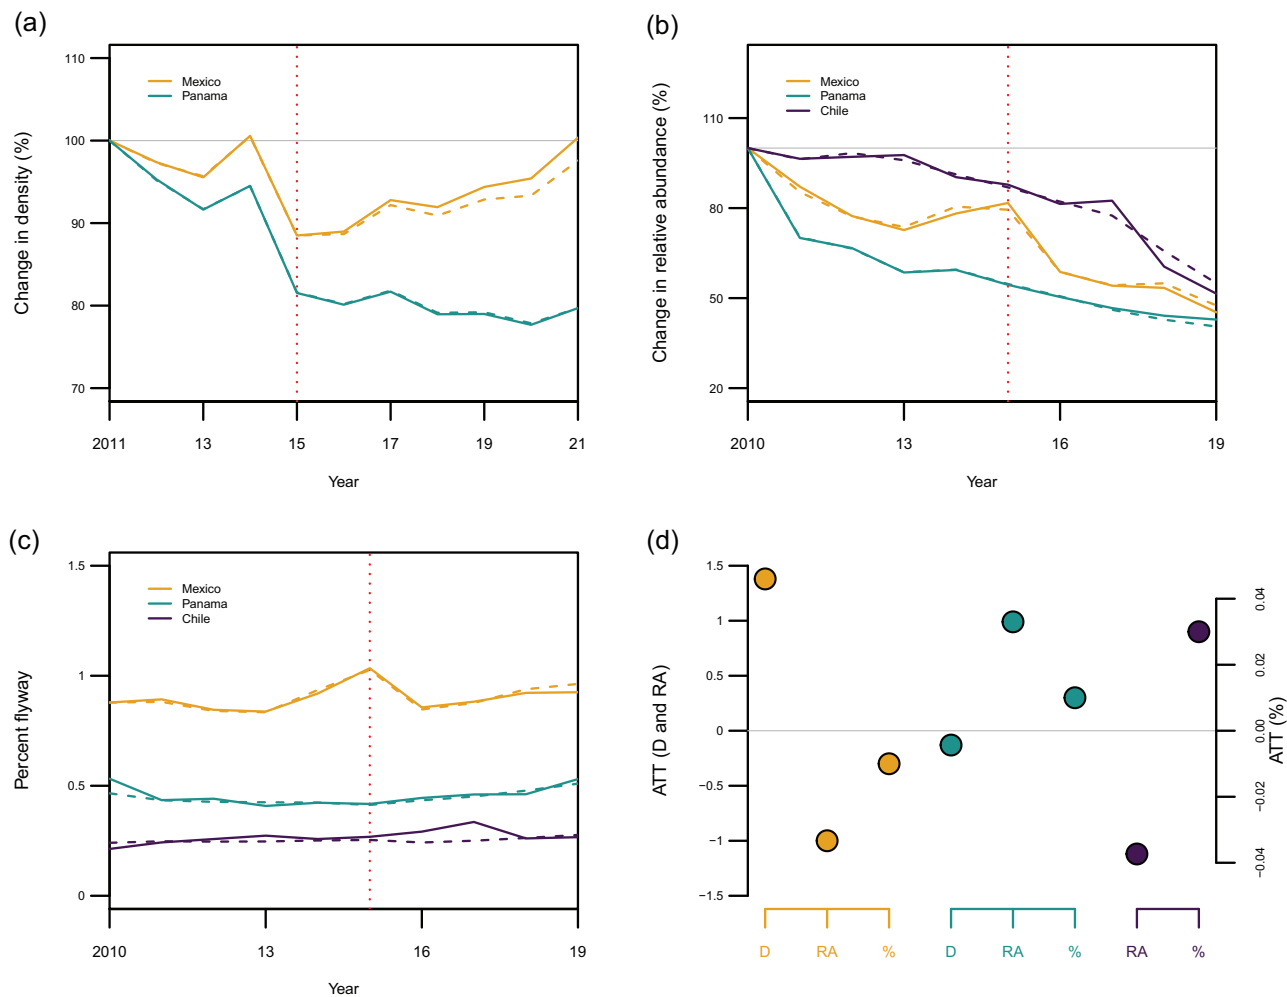 (a)
Change in density (%)
110
100
90
80
70
Mexico
Panama
2011 13 15 17 19 21
Year
(b)
Change in relative abundance (%)
110
80
50
20
Mexico
Panama
Chile
2010 13 16 19
Year
(c)
Percent flyway
1.5
1
0.5
0
Mexico
Panama
Chile
2010 13 16 19
Year
(d)
ATT (D and RA)
1.5
1
0.5
0
−0.5
−1
−1.5
0.04
0.02
0.00
−0.02
−0.04
ATT (%)
D RA % D RA % RA %